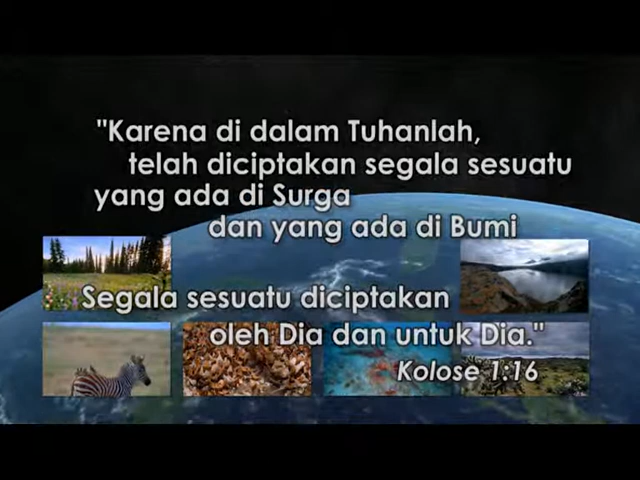 "Karena di dalam Tuhanlah,
telah diciptakan segala sesuatu
yang ada di Surga
dan yang ada di Bumi
Segala sesuatu diciptakan
oleh Dia dan untuk Dia."
Kolose 1:16